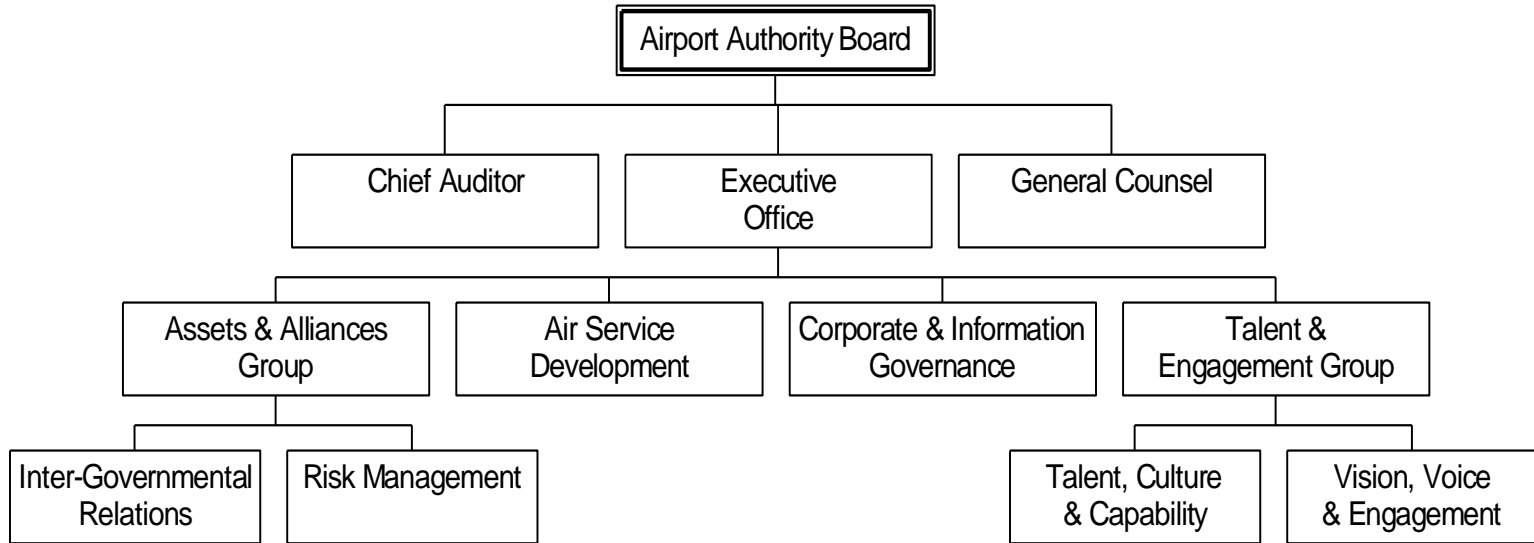 Airport Authority Board
Chief Auditor
Executive
Office
General Counsel
Assets & Alliances
Group
Air Service
Development
Corporate & Information
Governance
Talent &
Engagement Group
Inter-Governmental
Relations
Risk Management
Talent, Culture
& Capability
Vision, Voice
& Engagement